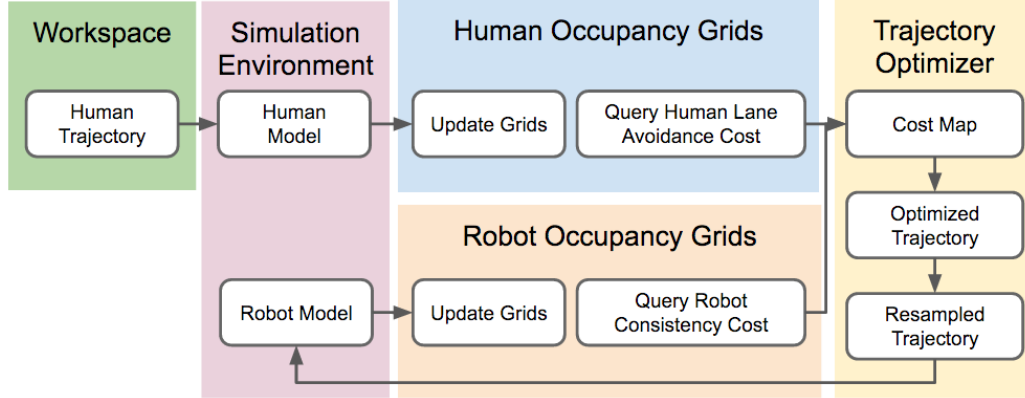 Workspace
Simulation
Environment
Human Occupancy Grids
Trajectory
Optimizer
Human
Trajectory
Human
Model
Update Grids
Query Human Lane
Avoidance Cost
Cost Map
Optimized
Trajectory
Robot Occupancy Grids
Robot Model
Update Grids
Query Robot
Consistency Cost
Resampled
Trajectory